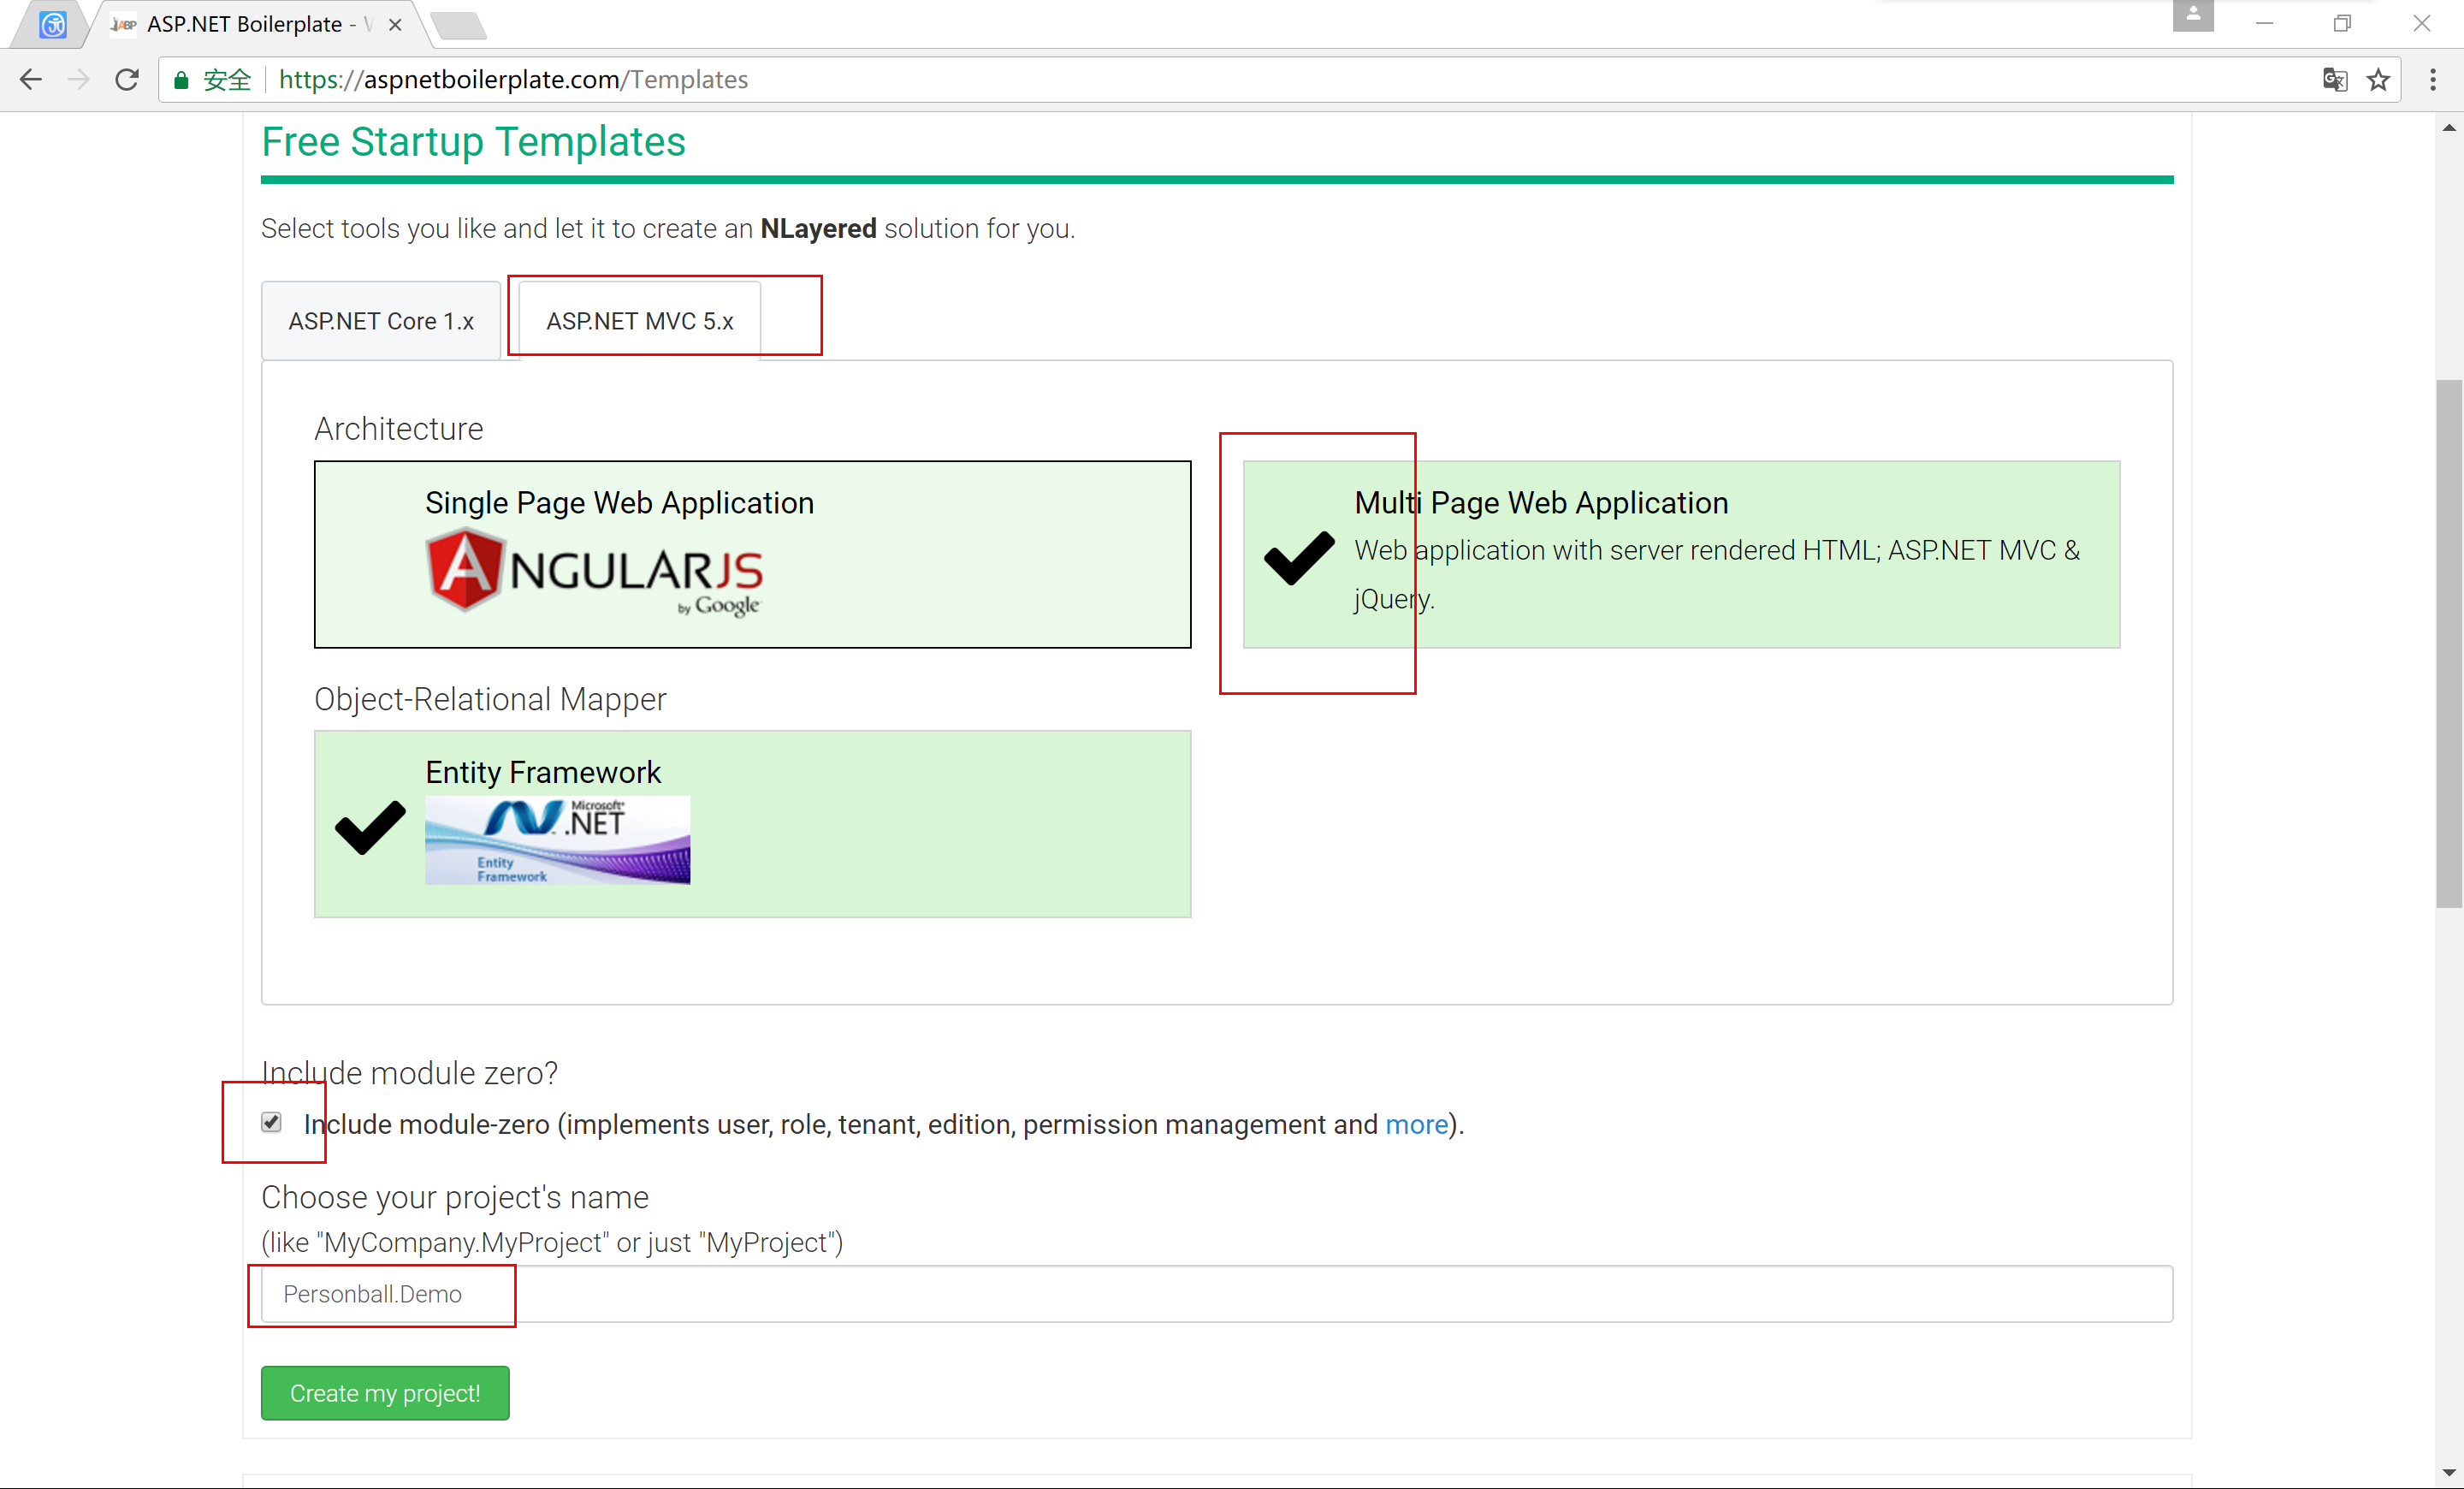 ASP.NET Boilerplate -
安全 https://aspnetboilerplate.com/Templates
Free Startup Templates
Select tools you like and let it to create an NLayered solution for you.
ASP.NET Core 1.x
ASP.NET MVC 5.x
Architecture
Single Page Web Application
ANGULARJS
by Google
Multi Page Web Application
Web application with server rendered HTML; ASP.NET MVC &
jQuery.
Object-Relational Mapper
Entity Framework
Microsoft
.NET
Entity
Framework
Include module zero?
Include module-zero (implements user, role, tenant, edition, permission management and more).
Choose your project's name
(like "MyCompany.MyProject" or just "MyProject")
Personball.Demo
Create my project!